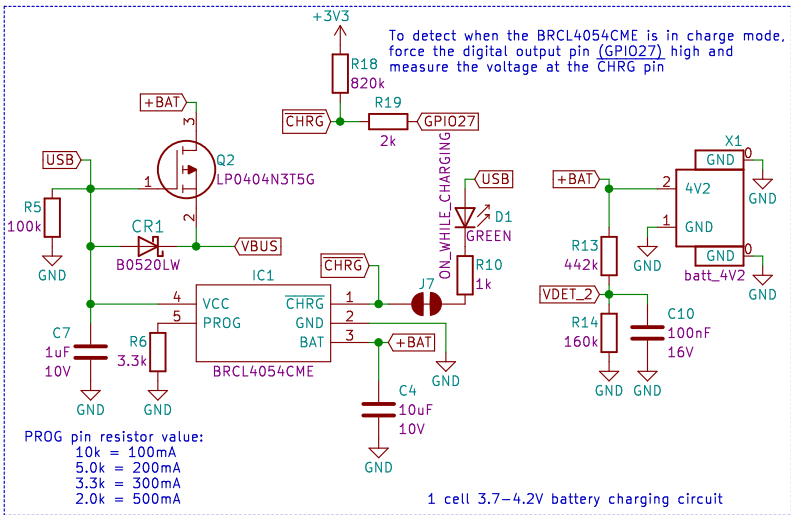 +3V3
To detect when the BRCL4054CME is in charge mode,
force the digital output pin (GPIO27) high and
measure the voltage at the CHRG pin
R18
820k
+BAT
3
CHRG
R19
2k
GPIO27
USB
Q2
LP0404N3T5G
1
2
R5
100k
GND
CR1
B0520LW
VBUS
ON_WHILE_CHARGING
USB
D1
GREEN
R10
1k
X1
0
GND
GND
+BAT
2
4V2
1
GND
GND
0
GND
GND
batt_4V2
R13
442k
VDET_2
R14
160k
GND
C10
100nF
16V
GND
CHRG
J7
IC1
4
VCC
CHRG
1
5
PROG
GND
2
BAT
3
+BAT
BRCL4054CME
GND
C7
1uF
10V
GND
R6
3.3k
GND
C4
10uF
10V
GND
PROG pin resistor value:
10k = 100mA
5.0k = 200mA
3.3k = 300mA
2.0k = 500mA
1 cell 3.7-4.2V battery charging circuit